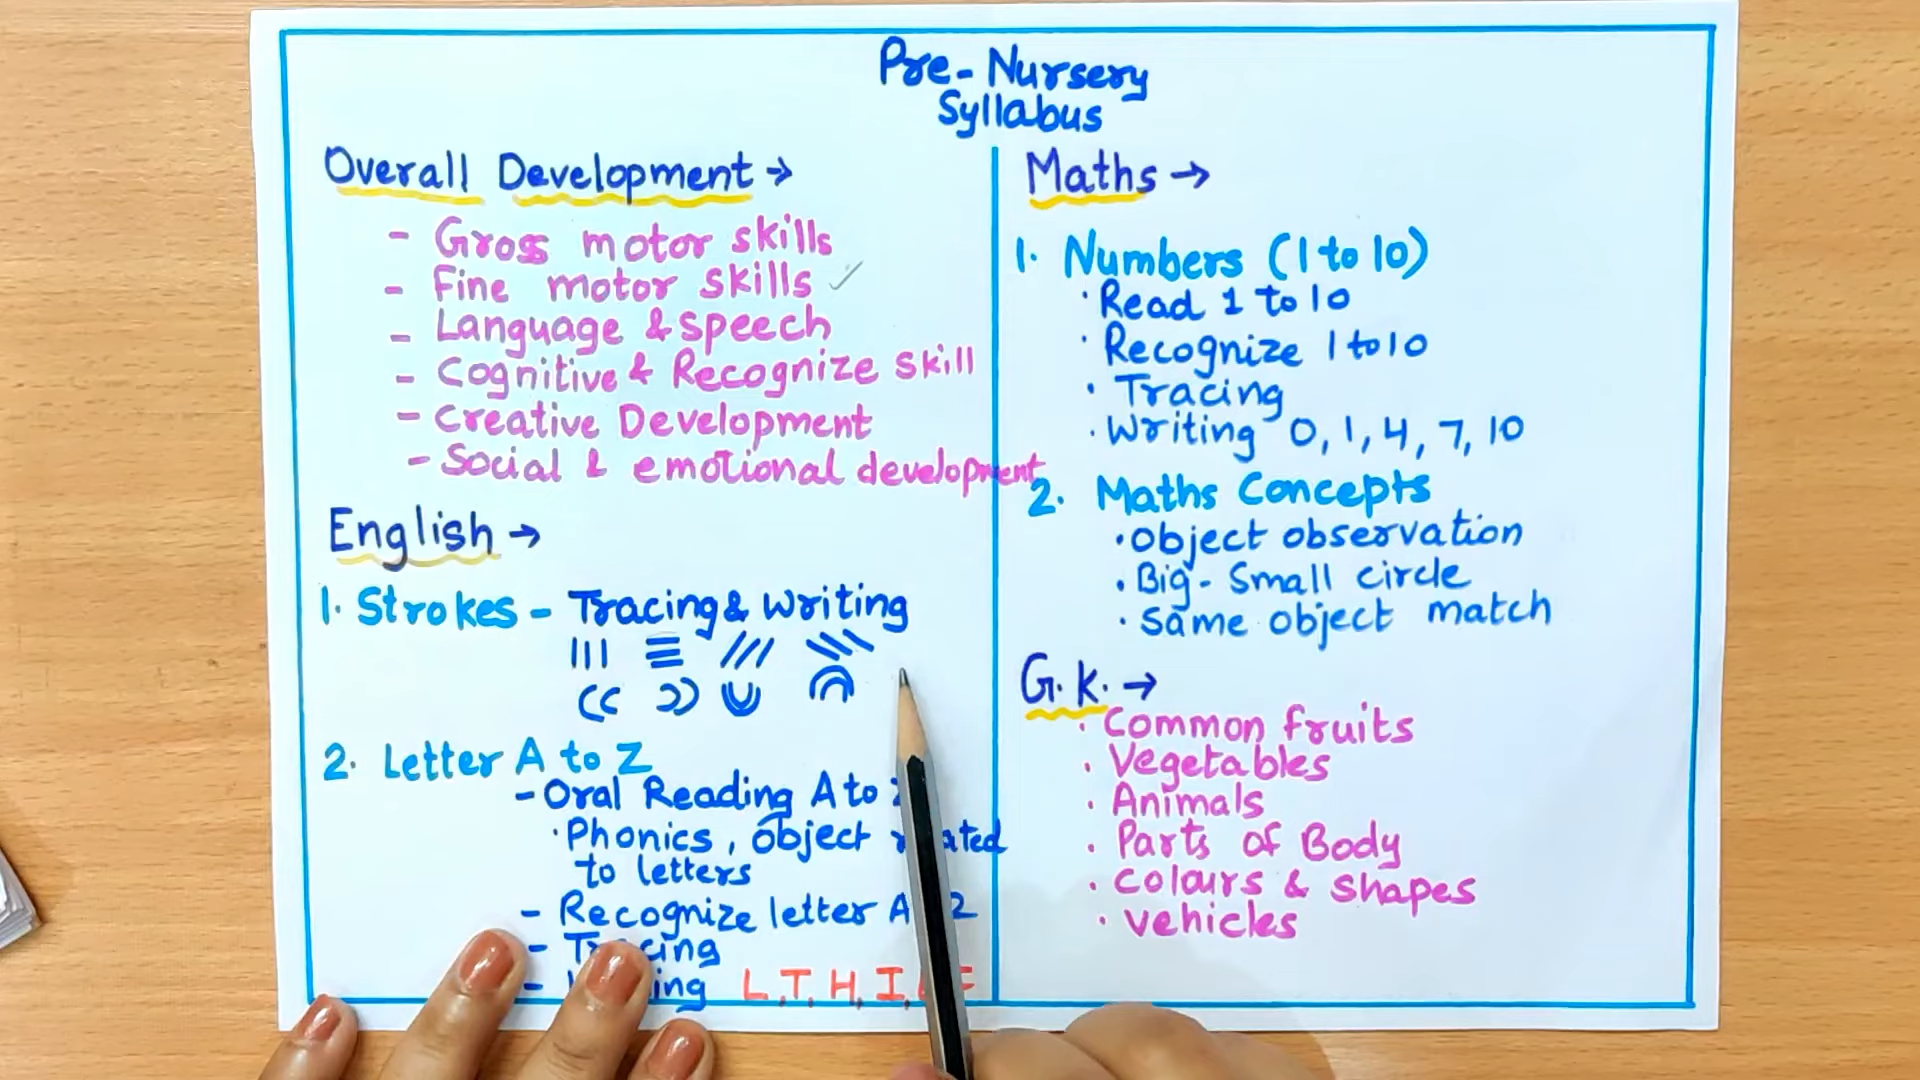 Pre-Nursery
Syllabus
Overall Development →
- Gross motor skills
- Fine motor skills ✓
- Language & speech
- Cognitive & Recognize skill
- Creative Development
- Social & emotional development
English →
1. Strokes - Tracing & Writing
2. Letter A to Z
- Oral Reading A to
· Phonics, object
to letters
- Recognize letter A Z
- Tracing
- L, T, H, I,
Maths →
1. Numbers (1 to 10)
· Read 1 to 10
· Recognize 1 to 10
· Tracing
· Writing 0, 1, 4, 7, 10
2. Maths Concepts
· Object observation
· Big - Small circle
· Same object match
G.K. →
· Common fruits
· Vegetables
· Animals
· Parts of Body
· Colours & shapes
· vehicles